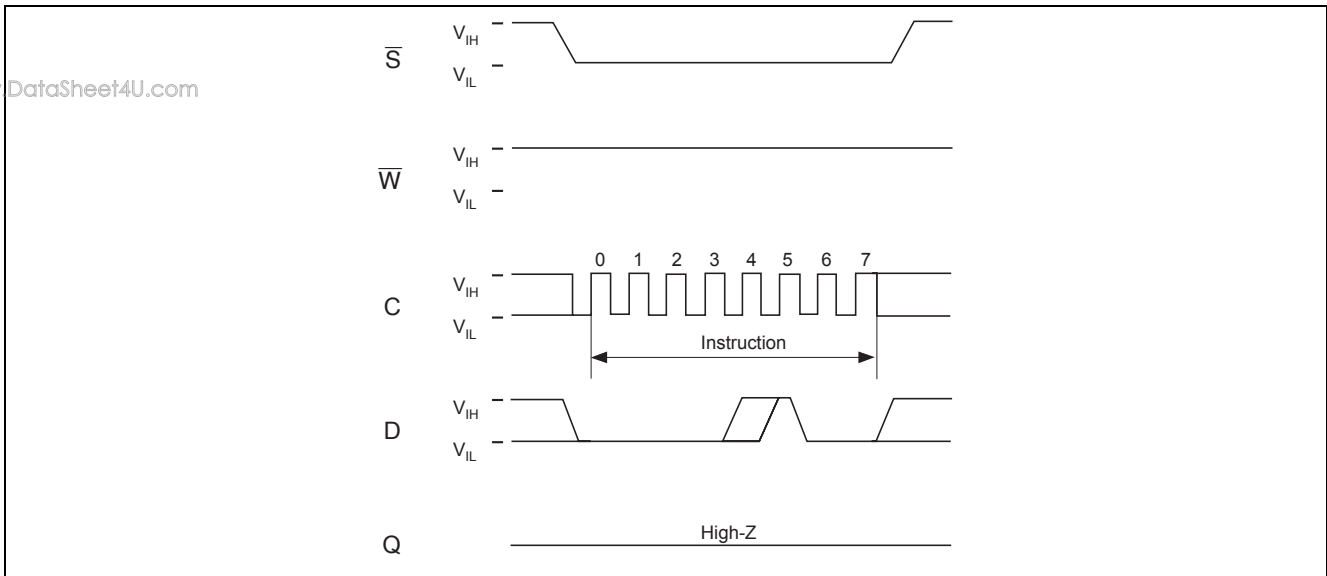 V_IH
S̅
V_IL
.DataSheet4U.com
V_IH
W̅
V_IL
0 1 2 3 4 5 6 7
V_IH
C
V_IL
Instruction
V_IH
D
V_IL
High-Z
Q